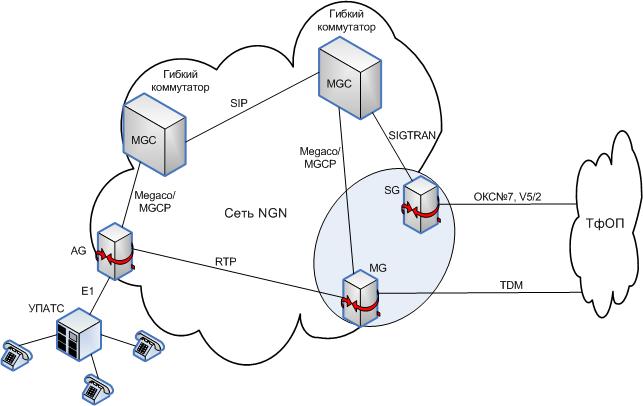 Гибкий
коммутатор
MGC
Гибкий
коммутатор
MGC
SIP
SIGTRAN
Megaco/
MGCP
Megaco/
MGCP
SG
ОКС№7, V5/2
ТфОП
Сеть NGN
AG
RTP
MG
TDM
E1
УПАТС